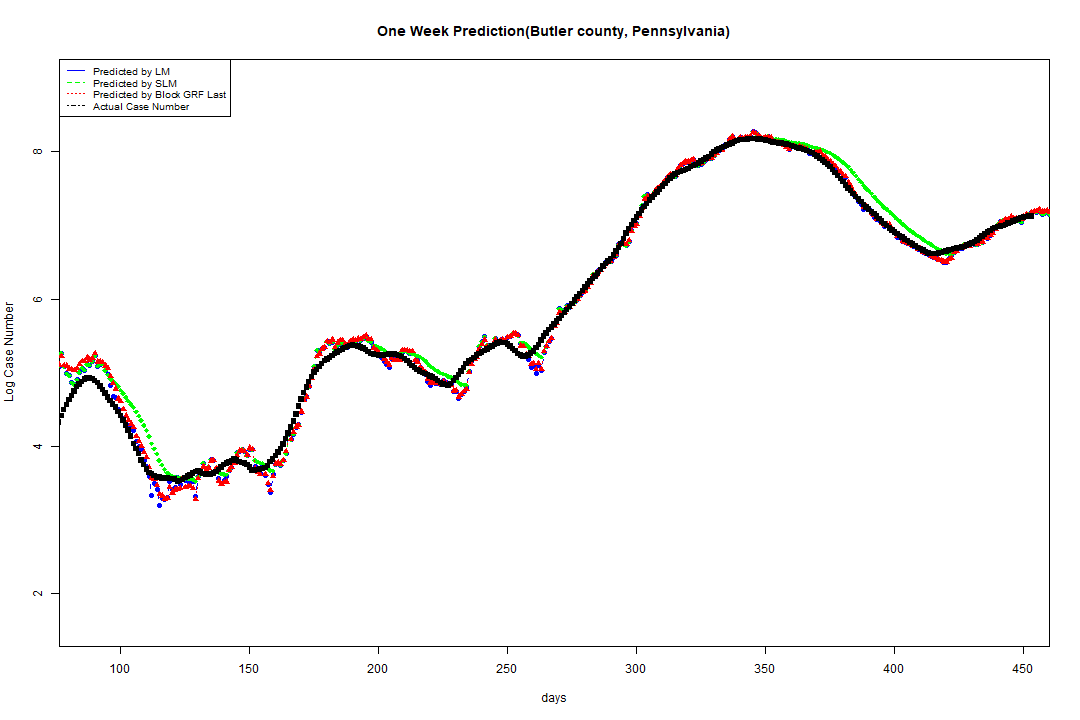 One Week Prediction(Butler county, Pennsylvania)
Predicted by LM
Predicted by SLM
Predicted by Block GRF Last
Actual Case Number
8
6
4
2
Log Case Number
100 150 200 250 300 350 400 450
days